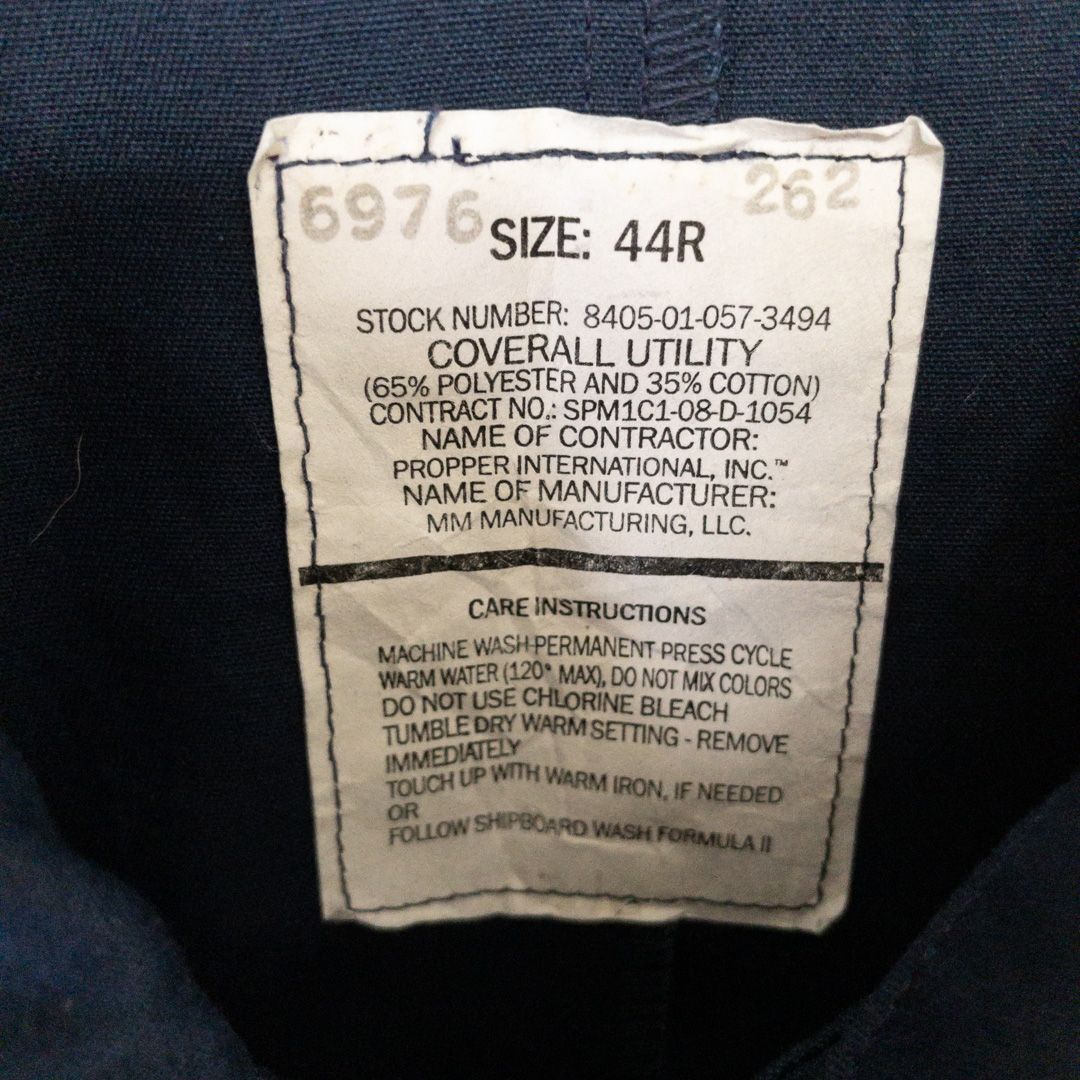 6976 262
SIZE: 44R
STOCK NUMBER: 8405-01-057-3494
COVERALL UTILITY
(65% POLYESTER AND 35% COTTON)
CONTRACT NO.: SPM1C1-08-D-1054
NAME OF CONTRACTOR:
PROPPER INTERNATIONAL, INC.™
NAME OF MANUFACTURER:
MM MANUFACTURING, LLC.
CARE INSTRUCTIONS
MACHINE WASH-PERMANENT PRESS CYCLE
WARM WATER (120° MAX), DO NOT MIX COLORS
DO NOT USE CHLORINE BLEACH
TUMBLE DRY WARM SETTING - REMOVE
IMMEDIATELY
TOUCH UP WITH WARM IRON, IF NEEDED
OR
FOLLOW SHIPBOARD WASH FORMULA II